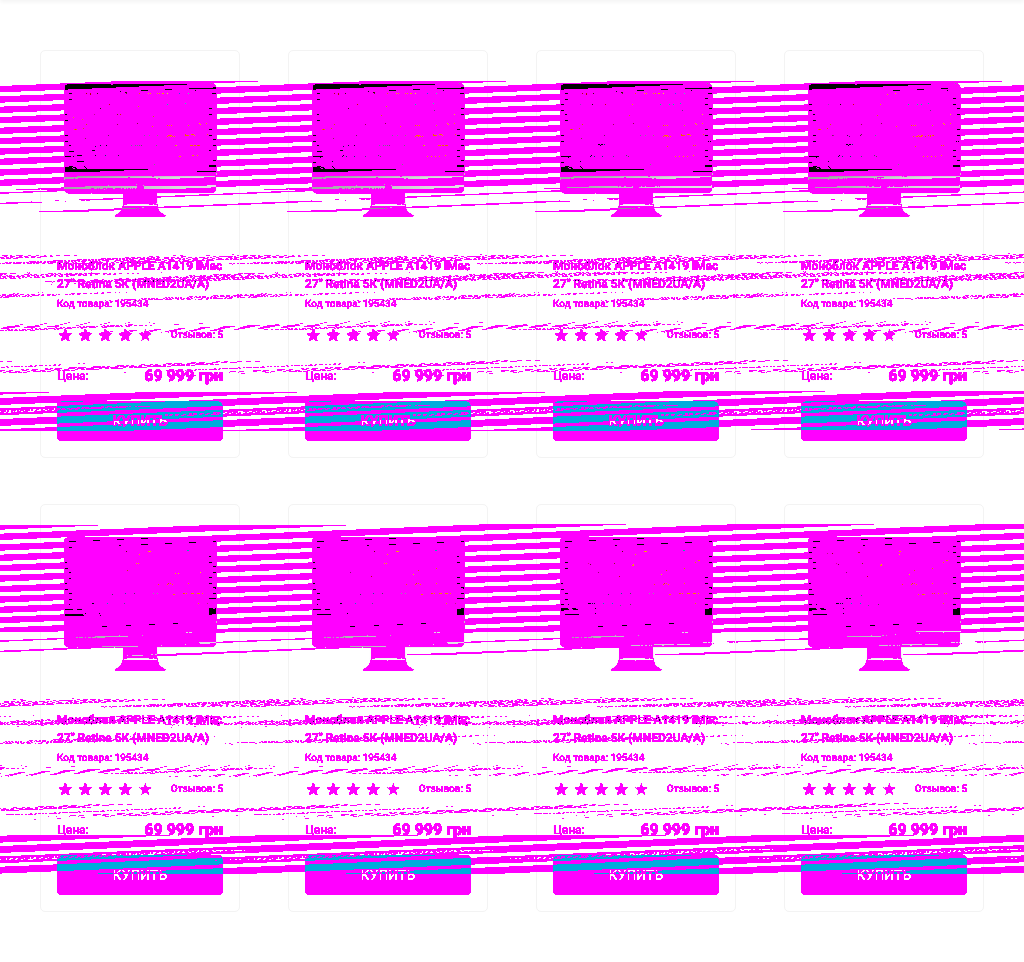 Моноблок APPLE A1419 iMac
27" Retina 5K (MNED2UA/A)
Код товара: 195434
Отзывов: 5
Цена: 69 999 грн
КУПИТЬ
Моноблок APPLE A1419 iMac
27" Retina 5K (MNED2UA/A)
Код товара: 195434
Отзывов: 5
Цена: 69 999 грн
КУПИТЬ
Моноблок APPLE A1419 iMac
27" Retina 5K (MNED2UA/A)
Код товара: 195434
Отзывов: 5
Цена: 69 999 грн
КУПИТЬ
Моноблок APPLE A1419 iMac
27" Retina 5K (MNED2UA/A)
Код товара: 195434
Отзывов: 5
Цена: 69 999 грн
КУПИТЬ
Моноблок APPLE A1419 iMac
27" Retina 5K (MNED2UA/A)
Код товара: 195434
Отзывов: 5
Цена: 69 999 грн
КУПИТЬ
Моноблок APPLE A1419 iMac
27" Retina 5K (MNED2UA/A)
Код товара: 195434
Отзывов: 5
Цена: 69 999 грн
КУПИТЬ
Моноблок APPLE A1419 iMac
27" Retina 5K (MNED2UA/A)
Код товара: 195434
Отзывов: 5
Цена: 69 999 грн
КУПИТЬ
Моноблок APPLE A1419 iMac
27" Retina 5K (MNED2UA/A)
Код товара: 195434
Отзывов: 5
Цена: 69 999 грн
КУПИТЬ